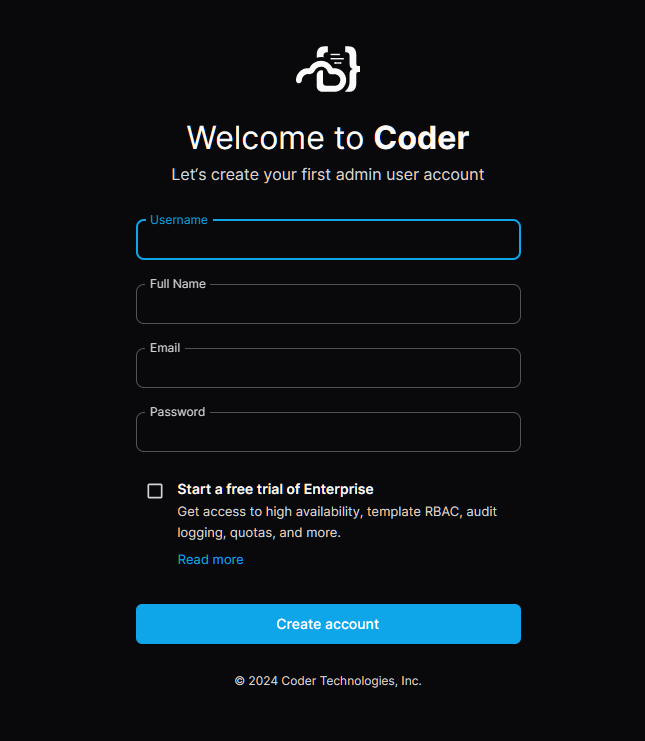 Welcome to Coder
Let's create your first admin user account
Username
Full Name
Email
Password
Start a free trial of Enterprise
Get access to high availability, template RBAC, audit
logging, quotas, and more.
Read more
Create account
© 2024 Coder Technologies, Inc.